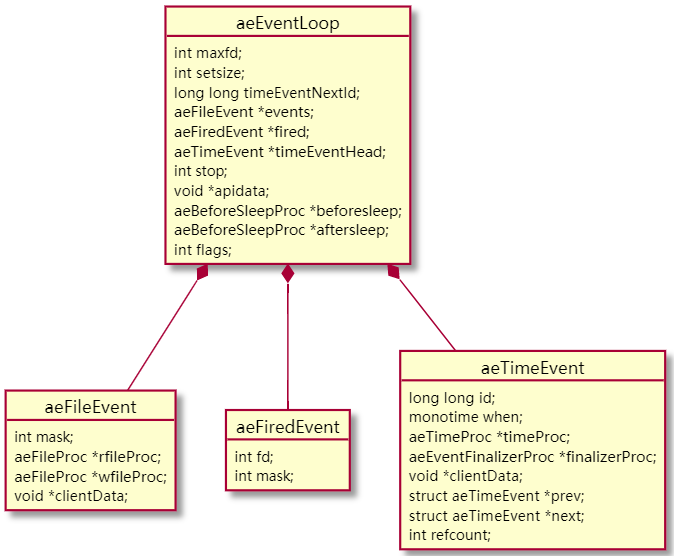 aeEventLoop
int maxfd;
int setsize;
long long timeEventNextId;
aeFileEvent *events;
aeFiredEvent *fired;
aeTimeEvent *timeEventHead;
int stop;
void *apidata;
aeBeforeSleepProc *beforesleep;
aeBeforeSleepProc *aftersleep;
int flags;
aeFileEvent
int mask;
aeFileProc *rfileProc;
aeFileProc *wfileProc;
void *clientData;
aeFiredEvent
int fd;
int mask;
aeTimeEvent
long long id;
monotime when;
aeTimeProc *timeProc;
aeEventFinalizerProc *finalizerProc;
void *clientData;
struct aeTimeEvent *prev;
struct aeTimeEvent *next;
int refcount;